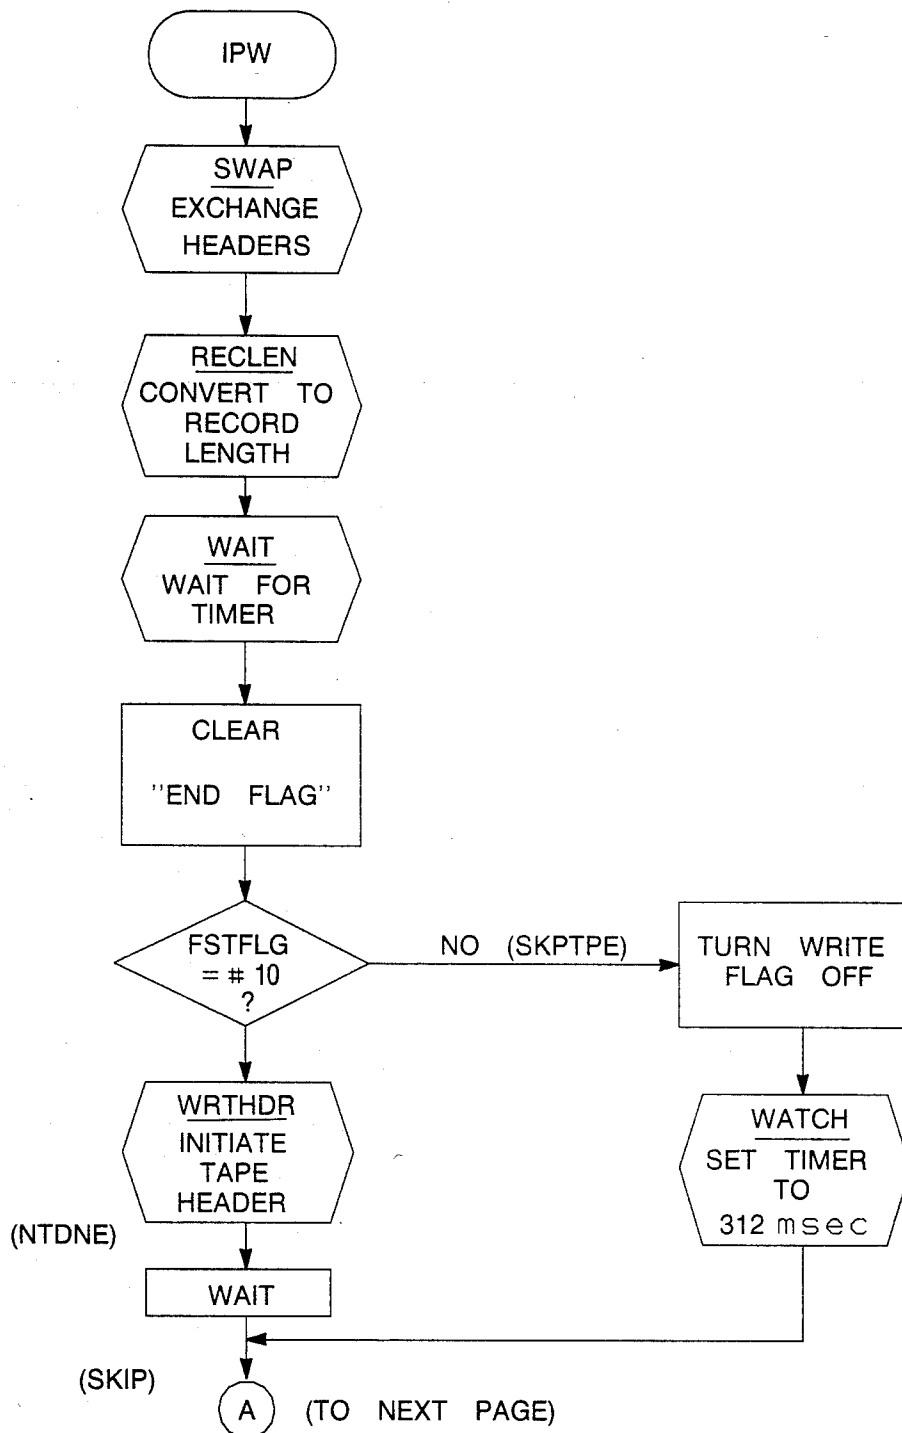 IPW
SWAP
EXCHANGE
HEADERS
RECLEN
CONVERT TO
RECORD
LENGTH
WAIT
WAIT FOR
TIMER
CLEAR
"END FLAG"
FSTFLG
= # 10
?
NO (SKPTPE)
TURN WRITE
FLAG OFF
WRTHDR
INITIATE
TAPE
HEADER
WATCH
SET TIMER
TO
312 msec
(NTDNE)
WAIT
(SKIP)
A (TO NEXT PAGE)